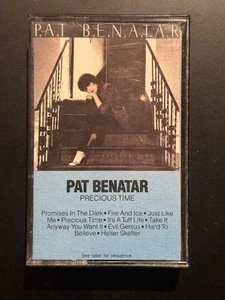 PAT BENATAR
PAT BENATAR
PRECIOUS TIME
Promises In The Dark • Fire And Ice • Just Like
Me • Precious Time • It's A Tuff Life • Take It
Anyway You Want It • Evil Genius • Hard To
Believe • Helter Skelter
See label for sequence.